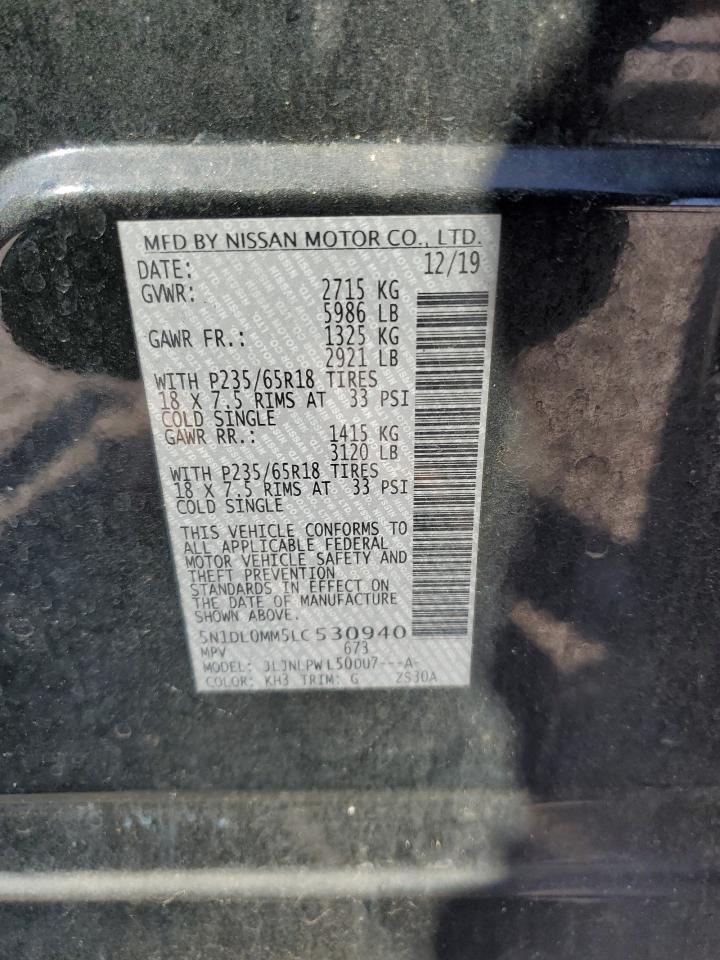 MFD BY NISSAN MOTOR CO., LTD.
DATE: 12/19
GVWR: 2715 KG
5986 LB
GAWR FR.: 1325 KG
2921 LB
WITH P235/65R18 TIRES
18 X 7.5 RIMS AT 33 PSI
COLD SINGLE
GAWR RR.: 1415 KG
3120 LB
WITH P235/65R18 TIRES
18 X 7.5 RIMS AT 33 PSI
COLD SINGLE
THIS VEHICLE CONFORMS TO
ALL APPLICABLE FEDERAL
MOTOR VEHICLE SAFETY AND
THEFT PREVENTION
STANDARDS IN EFFECT ON
THE DATE OF MANUFACTURE
SHOWN ABOVE.
5N1DL0MM5LC530940
MPV 673
MODEL: JLJNLPWL50DU7---A-
COLOR: KH3 TRIM: G ZS30A